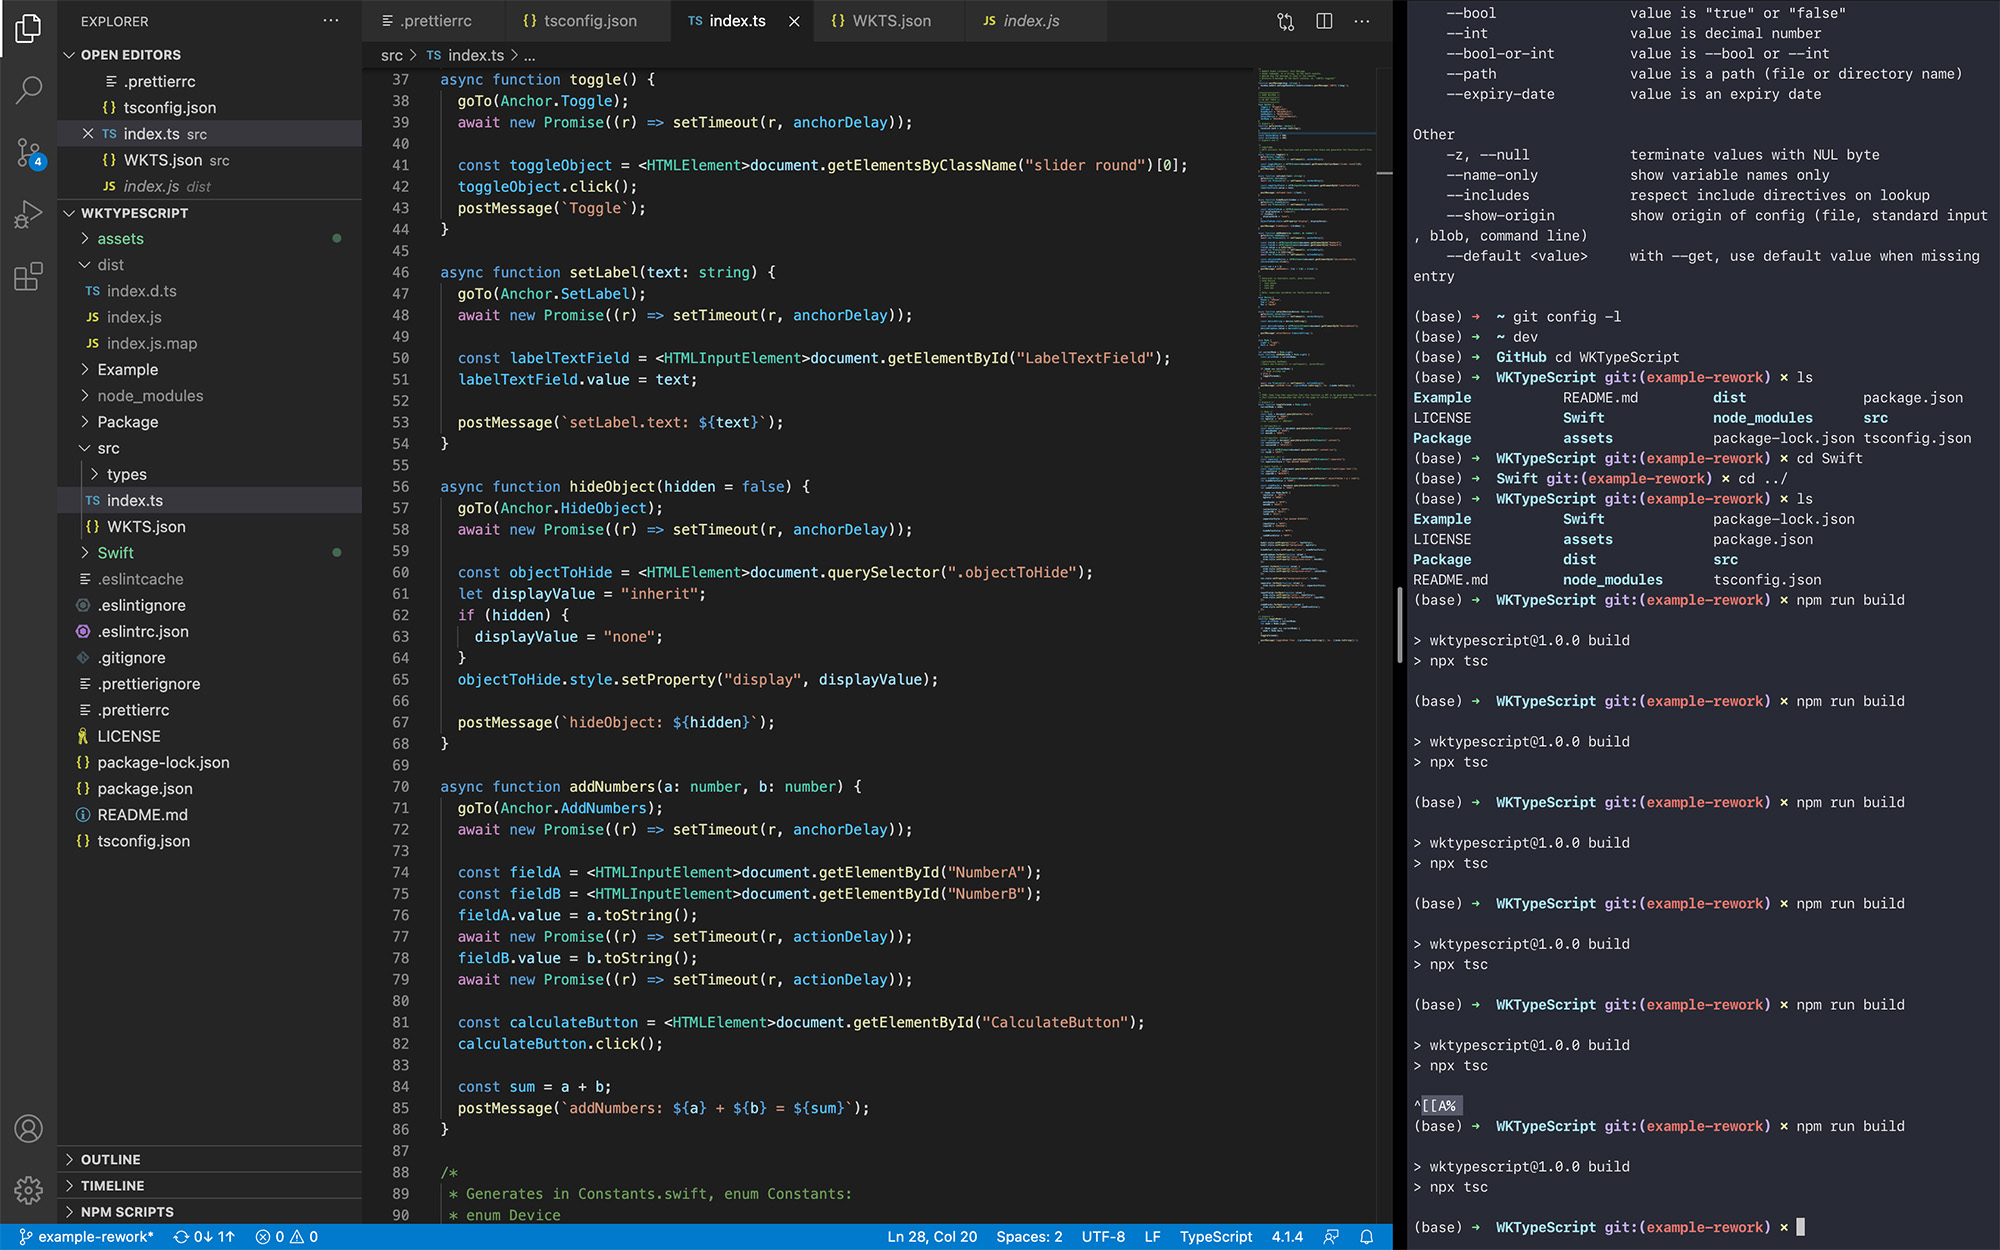 EXPLORER
OPEN EDITORS
.prettierrc
{} tsconfig.json
TS index.ts src
{} WKTS.json src
JS index.js dist
4
WKTYPESCRIPT
assets
dist
TS index.d.ts
JS index.js
JS index.js.map
Example
node_modules
Package
src
types
TS index.ts
{} WKTS.json
Swift
.eslintcache
.eslintignore
.eslintrc.json
.gitignore
.prettierignore
.prettierrc
LICENSE
{} package-lock.json
{} package.json
README.md
{} tsconfig.json
OUTLINE
TIMELINE
NPM SCRIPTS
.prettierrc {} tsconfig.json TS index.ts {} WKTS.json JS index.js
src > TS index.ts > ...
37 async function toggle() {
38 goTo(Anchor.Toggle);
39 await new Promise((r) => setTimeout(r, anchorDelay));
40
41 const toggleObject = <HTMLElement>document.getElementsByClassName("slider round")[0];
42 toggleObject.click();
43 postMessage(`Toggle`);
44 }
45
46 async function setLabel(text: string) {
47 goTo(Anchor.SetLabel);
48 await new Promise((r) => setTimeout(r, anchorDelay));
49
50 const labelTextField = <HTMLInputElement>document.getElementById("LabelTextField");
51 labelTextField.value = text;
52
53 postMessage(`setLabel.text: ${text}`);
54 }
55
56 async function hideObject(hidden = false) {
57 goTo(Anchor.HideObject);
58 await new Promise((r) => setTimeout(r, anchorDelay));
59
60 const objectToHide = <HTMLElement>document.querySelector(".objectToHide");
61 let displayValue = "inherit";
62 if (hidden) {
63 displayValue = "none";
64 }
65 objectToHide.style.setProperty("display", displayValue);
66
67 postMessage(`hideObject: ${hidden}`);
68 }
69
70 async function addNumbers(a: number, b: number) {
71 goTo(Anchor.AddNumbers);
72 await new Promise((r) => setTimeout(r, anchorDelay));
73
74 const fieldA = <HTMLInputElement>document.getElementById("NumberA");
75 const fieldB = <HTMLInputElement>document.getElementById("NumberB");
76 fieldA.value = a.toString();
77 await new Promise((r) => setTimeout(r, actionDelay));
78 fieldB.value = b.toString();
79 await new Promise((r) => setTimeout(r, actionDelay));
80
81 const calculateButton = <HTMLElement>document.getElementById("CalculateButton");
82 calculateButton.click();
83
84 const sum = a + b;
85 postMessage(`addNumbers: ${a} + ${b} = ${sum}`);
86 }
87
88 /*
89 * Generates in Constants.swift, enum Constants:
90 * enum Device
example-rework* 0↓ 1↑ 0 0 Ln 28, Col 20 Spaces: 2 UTF-8 LF TypeScript 4.1.4
--bool value is "true" or "false"
--int value is decimal number
--bool-or-int value is --bool or --int
--path value is a path (file or directory name)
--expiry-date value is an expiry date
Other
-z, --null terminate values with NUL byte
--name-only show variable names only
--includes respect include directives on lookup
--show-origin show origin of config (file, standard input
, blob, command line)
--default <value> with --get, use default value when missing
entry
(base) → ~ git config -l
(base) → ~ dev
(base) → GitHub cd WKTypeScript
(base) → WKTypeScript git:(example-rework) × ls
Example README.md dist package.json
LICENSE Swift node_modules src
Package assets package-lock.json tsconfig.json
(base) → WKTypeScript git:(example-rework) × cd Swift
(base) → Swift git:(example-rework) × cd ../
(base) → WKTypeScript git:(example-rework) × ls
Example Swift package-lock.json
LICENSE assets package.json
Package dist src
README.md node_modules tsconfig.json
(base) → WKTypeScript git:(example-rework) × npm run build
> wktypescript@1.0.0 build
> npx tsc
(base) → WKTypeScript git:(example-rework) × npm run build
> wktypescript@1.0.0 build
> npx tsc
(base) → WKTypeScript git:(example-rework) × npm run build
> wktypescript@1.0.0 build
> npx tsc
(base) → WKTypeScript git:(example-rework) × npm run build
> wktypescript@1.0.0 build
> npx tsc
(base) → WKTypeScript git:(example-rework) × npm run build
> wktypescript@1.0.0 build
> npx tsc
^[[A%
(base) → WKTypeScript git:(example-rework) × npm run build
> wktypescript@1.0.0 build
> npx tsc
(base) → WKTypeScript git:(example-rework) ×